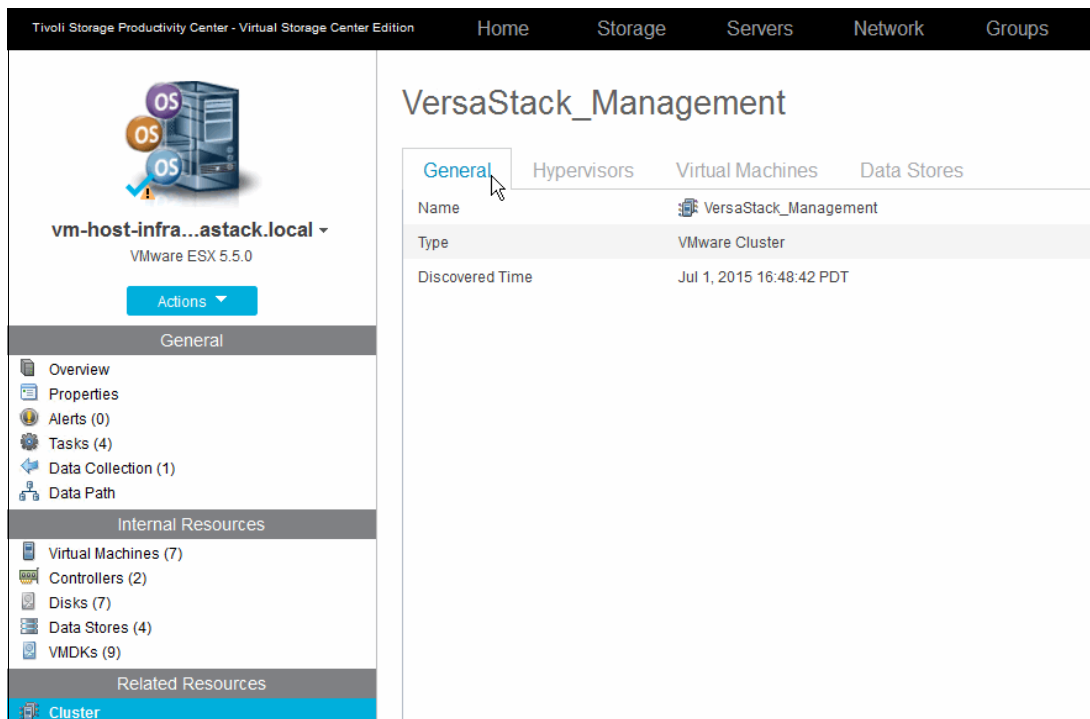 Tivoli Storage Productivity Center - Virtual Storage Center Edition Home Storage Servers Network Groups
OS
OS
OS
vm-host-infra...astack.local
VMware ESX 5.5.0
Actions
General
Overview
Properties
Alerts (0)
Tasks (4)
Data Collection (1)
Data Path
Internal Resources
Virtual Machines (7)
Controllers (2)
Disks (7)
Data Stores (4)
VMDKs (9)
Related Resources
Cluster
VersaStack_Management
General Hypervisors Virtual Machines Data Stores
Name VersaStack_Management
Type VMware Cluster
Discovered Time Jul 1, 2015 16:48:42 PDT